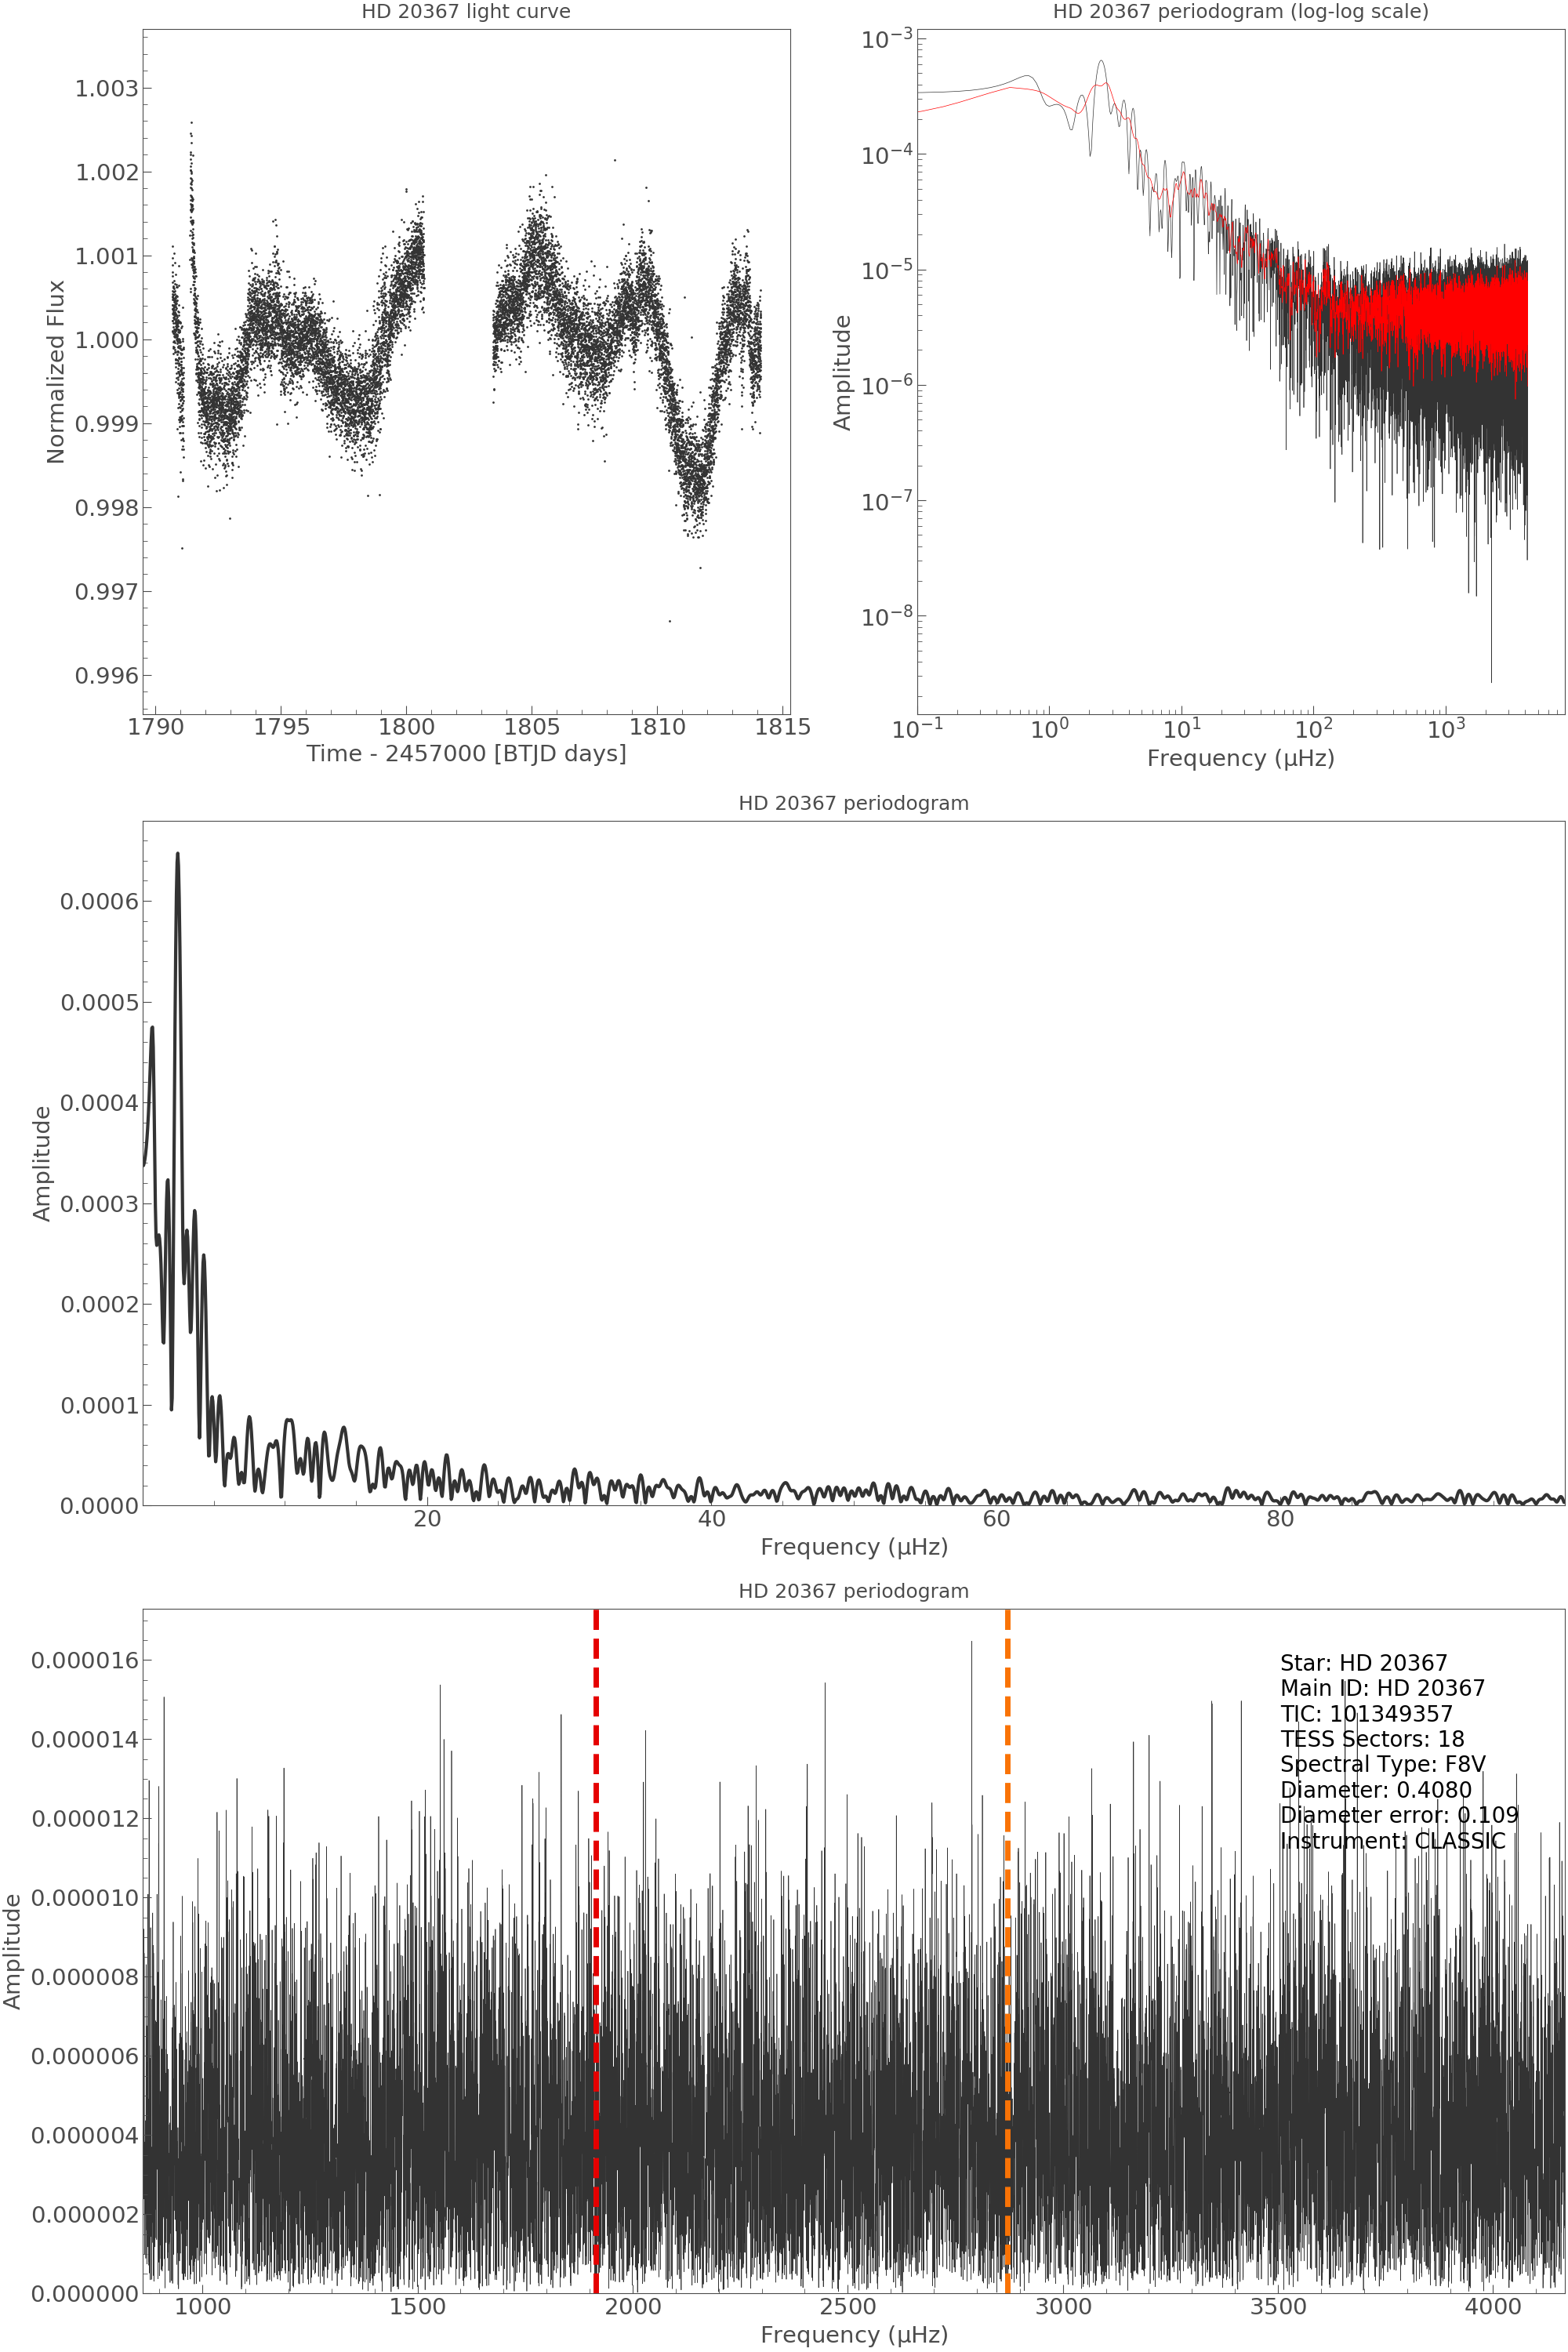 HD 20367 light curve
Normalized Flux
1.003
1.002
1.001
1.000
0.999
0.998
0.997
0.996
1790 1795 1800 1805 1810 1815
Time - 2457000 [BTJD days]
HD 20367 periodogram (log-log scale)
Amplitude
10⁻³
10⁻⁴
10⁻⁵
10⁻⁶
10⁻⁷
10⁻⁸
10⁻¹ 10⁰ 10¹ 10² 10³
Frequency (µHz)
HD 20367 periodogram
Amplitude
0.0006
0.0005
0.0004
0.0003
0.0002
0.0001
0.0000
20 40 60 80
Frequency (µHz)
HD 20367 periodogram
Amplitude
0.000016
0.000014
0.000012
0.000010
0.000008
0.000006
0.000004
0.000002
0.000000
Star: HD 20367
Main ID: HD 20367
TIC: 101349357
TESS Sectors: 18
Spectral Type: F8V
Diameter: 0.4080
Diameter error: 0.109
Instrument: CLASSIC
1000 1500 2000 2500 3000 3500 4000
Frequency (µHz)